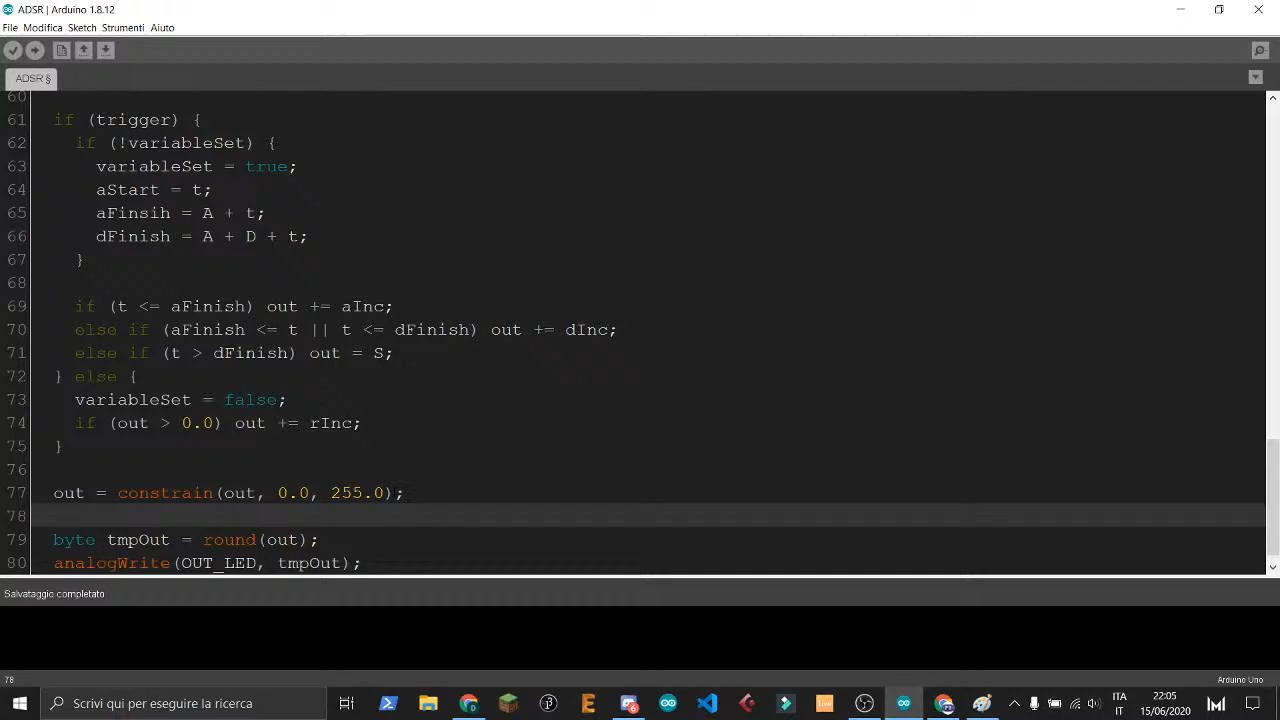 ADSR | Arduino 1.8.12
File Modifica Sketch Strumenti Aiuto
ADSR §
60
61 if (trigger) {
62 if (!variableSet) {
63 variableSet = true;
64 aStart = t;
65 aFinsih = A + t;
66 dFinish = A + D + t;
67 }
68
69 if (t <= aFinish) out += aInc;
70 else if (aFinish <= t || t <= dFinish) out += dInc;
71 else if (t > dFinish) out = S;
72 } else {
73 variableSet = false;
74 if (out > 0.0) out += rInc;
75 }
76
77 out = constrain(out, 0.0, 255.0);
78
79 byte tmpOut = round(out);
80 analogWrite(OUT_LED, tmpOut);
Salvataggio completato
78 Arduino Uno
Scrivi qui per eseguire la ricerca
ITA 22:05
IT 15/06/2020